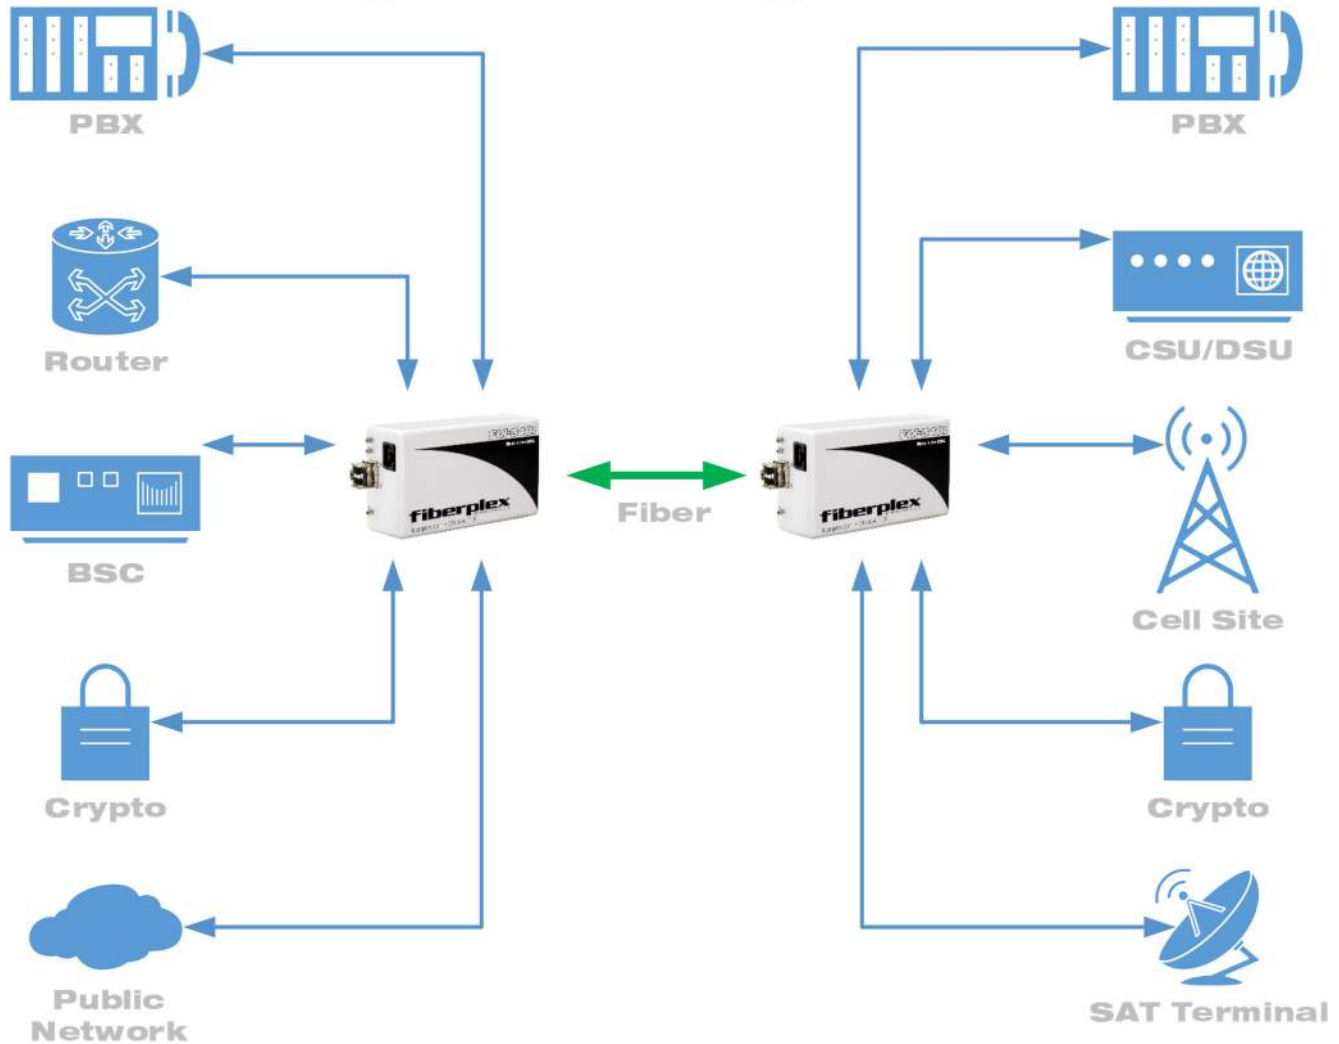 PBX
PBX
Router
CSU/DSU
BSC
fiberplex
Fiber
fiberplex
Cell Site
Crypto
Crypto
Public
Network
SAT Terminal